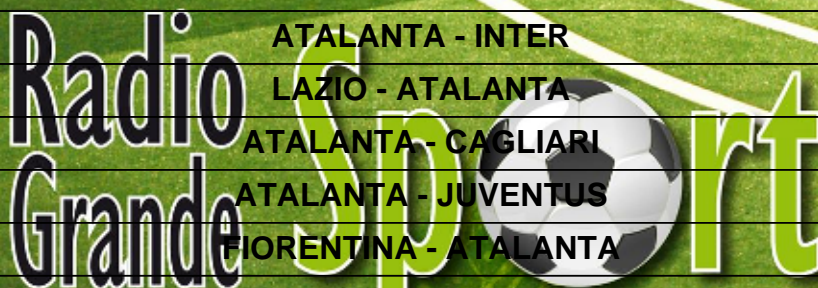 Radio
Grande
Sport
ATALANTA - INTER
LAZIO - ATALANTA
ATALANTA - CAGLIARI
ATALANTA - JUVENTUS
FIORENTINA - ATALANTA